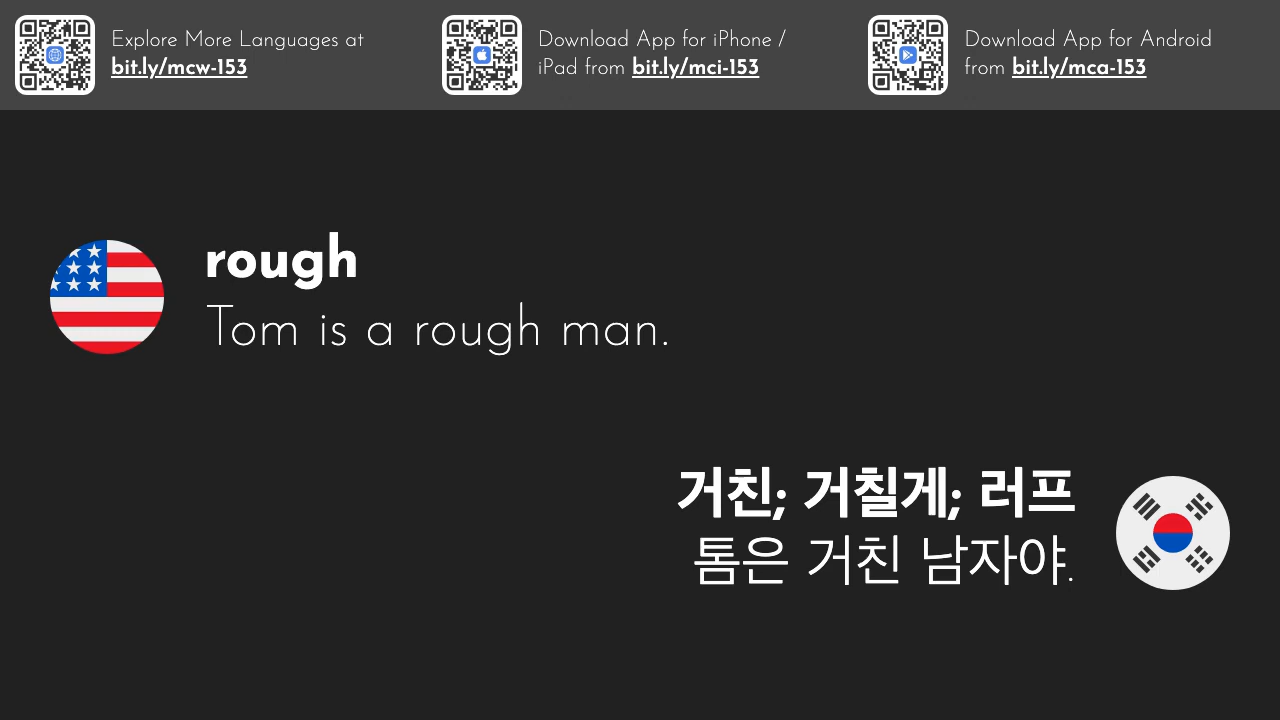 Explore More Languages at
bit.ly/mcw-153
Download App for iPhone /
iPad from bit.ly/mci-153
Download App for Android
from bit.ly/mca-153
rough
Tom is a rough man.
거친; 거칠게; 러프
톰은 거친 남자야.